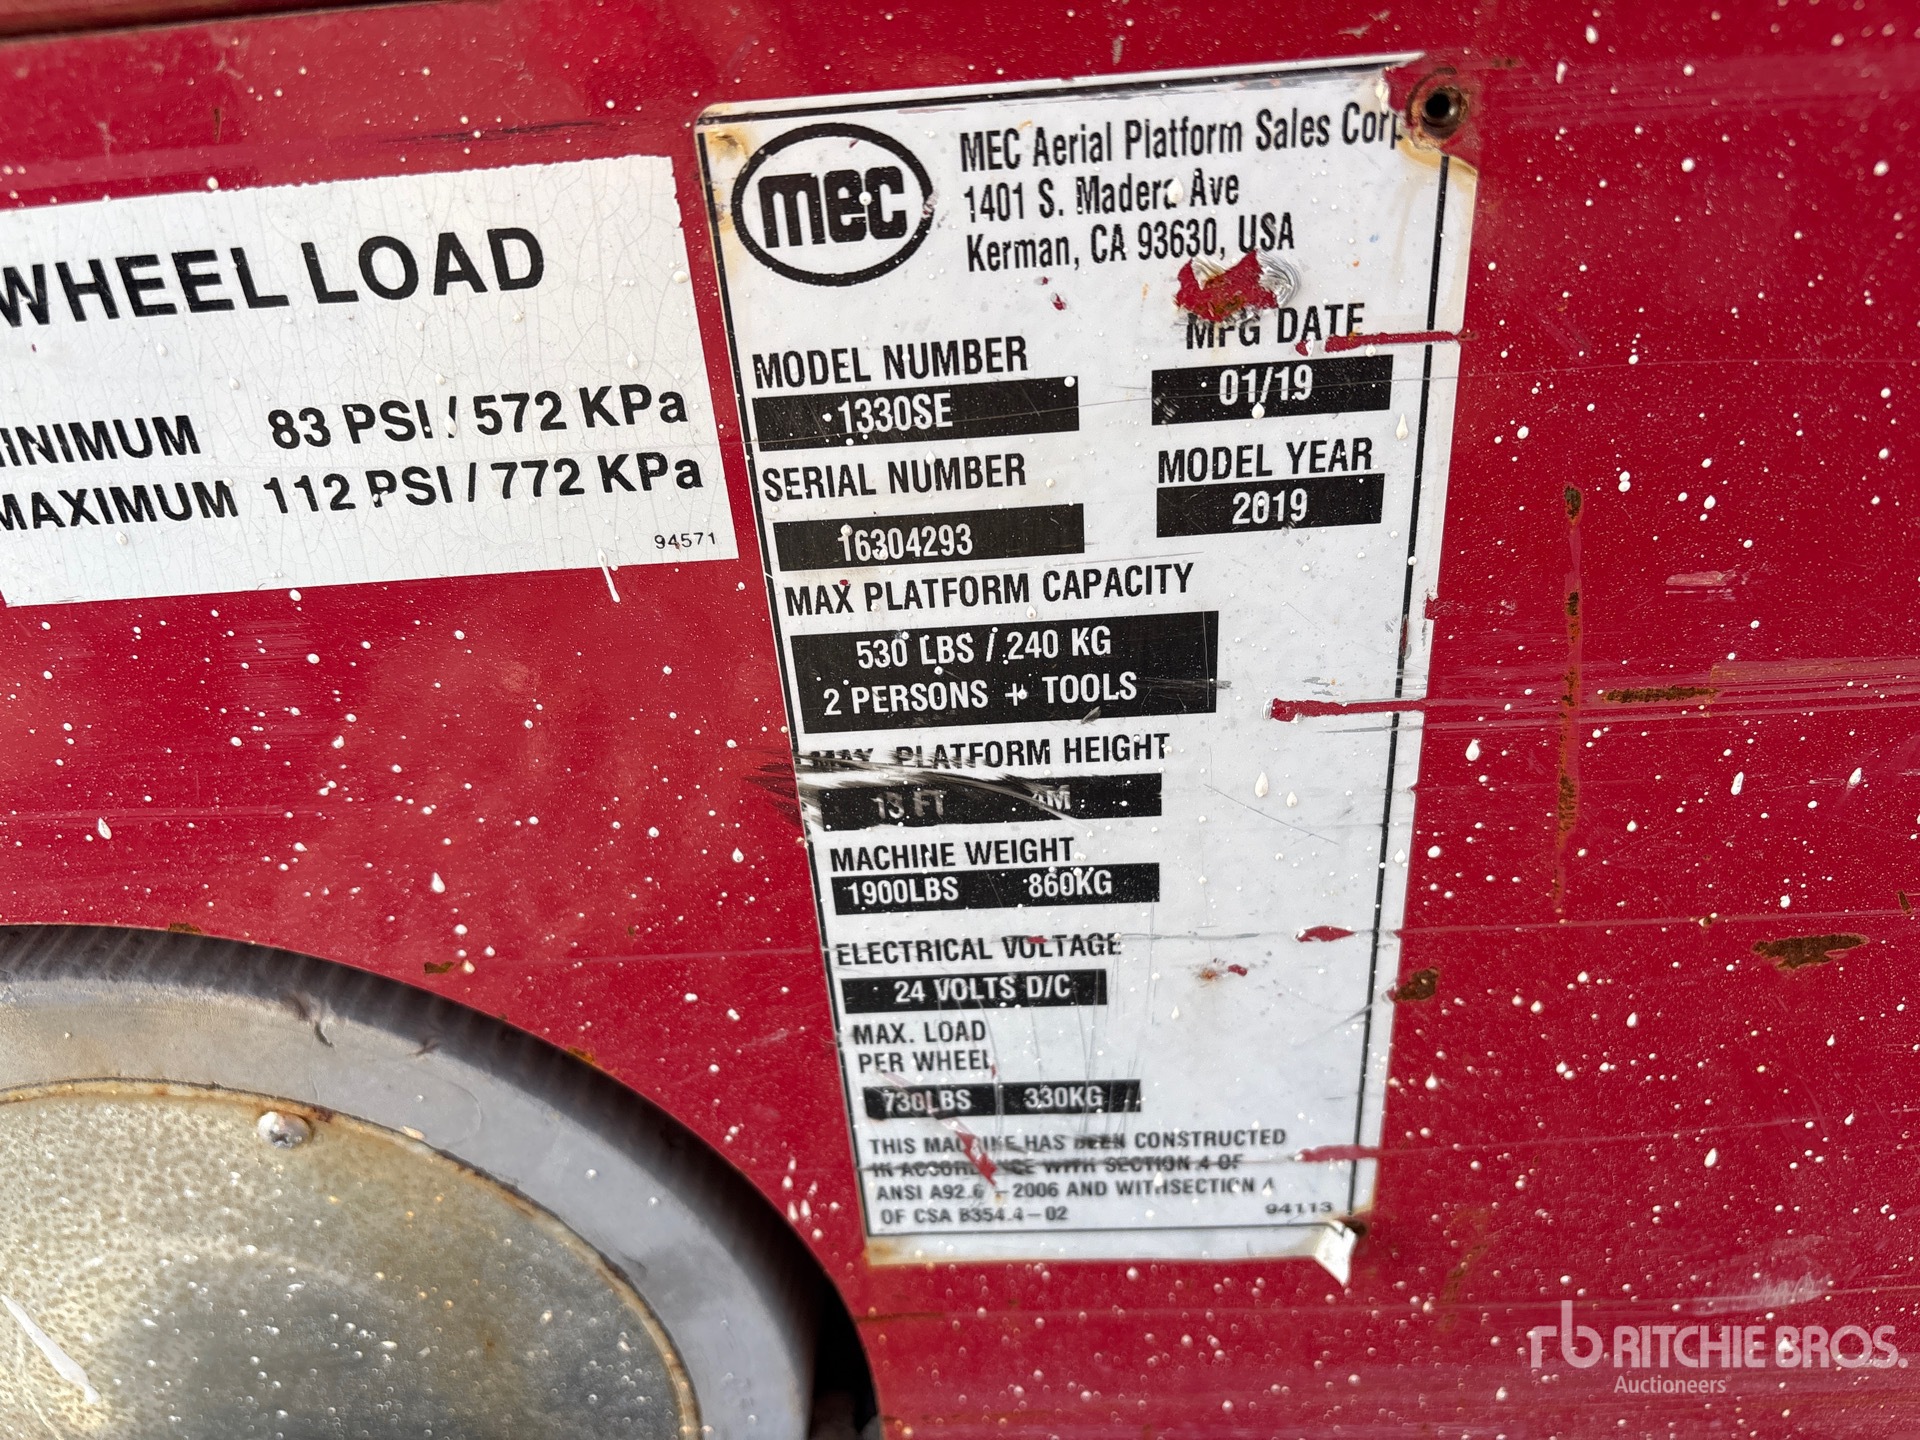 WHEEL LOAD
MINIMUM 83 PSI / 572 KPa
MAXIMUM 112 PSI / 772 KPa
94571
mec
MEC Aerial Platform Sales Corp
1401 S. Madera Ave
Kerman, CA 93630, USA
MODEL NUMBER
1330SE
MFG DATE
01/19
SERIAL NUMBER
16304293
MODEL YEAR
2019
MAX PLATFORM CAPACITY
530 LBS / 240 KG
2 PERSONS + TOOLS
MAX. PLATFORM HEIGHT
13 FT 4M
MACHINE WEIGHT
1900LBS 860KG
ELECTRICAL VOLTAGE
24 VOLTS D/C
MAX. LOAD
PER WHEEL
730LBS 330KG
THIS MACHINE HAS BEEN CONSTRUCTED
IN ACCORDANCE WITH SECTION 4 OF
ANSI A92.6 - 2006 AND WITHSECTION 4
OF CSA B354.4-02
94113
rb RITCHIE BROS.
Auctioneers